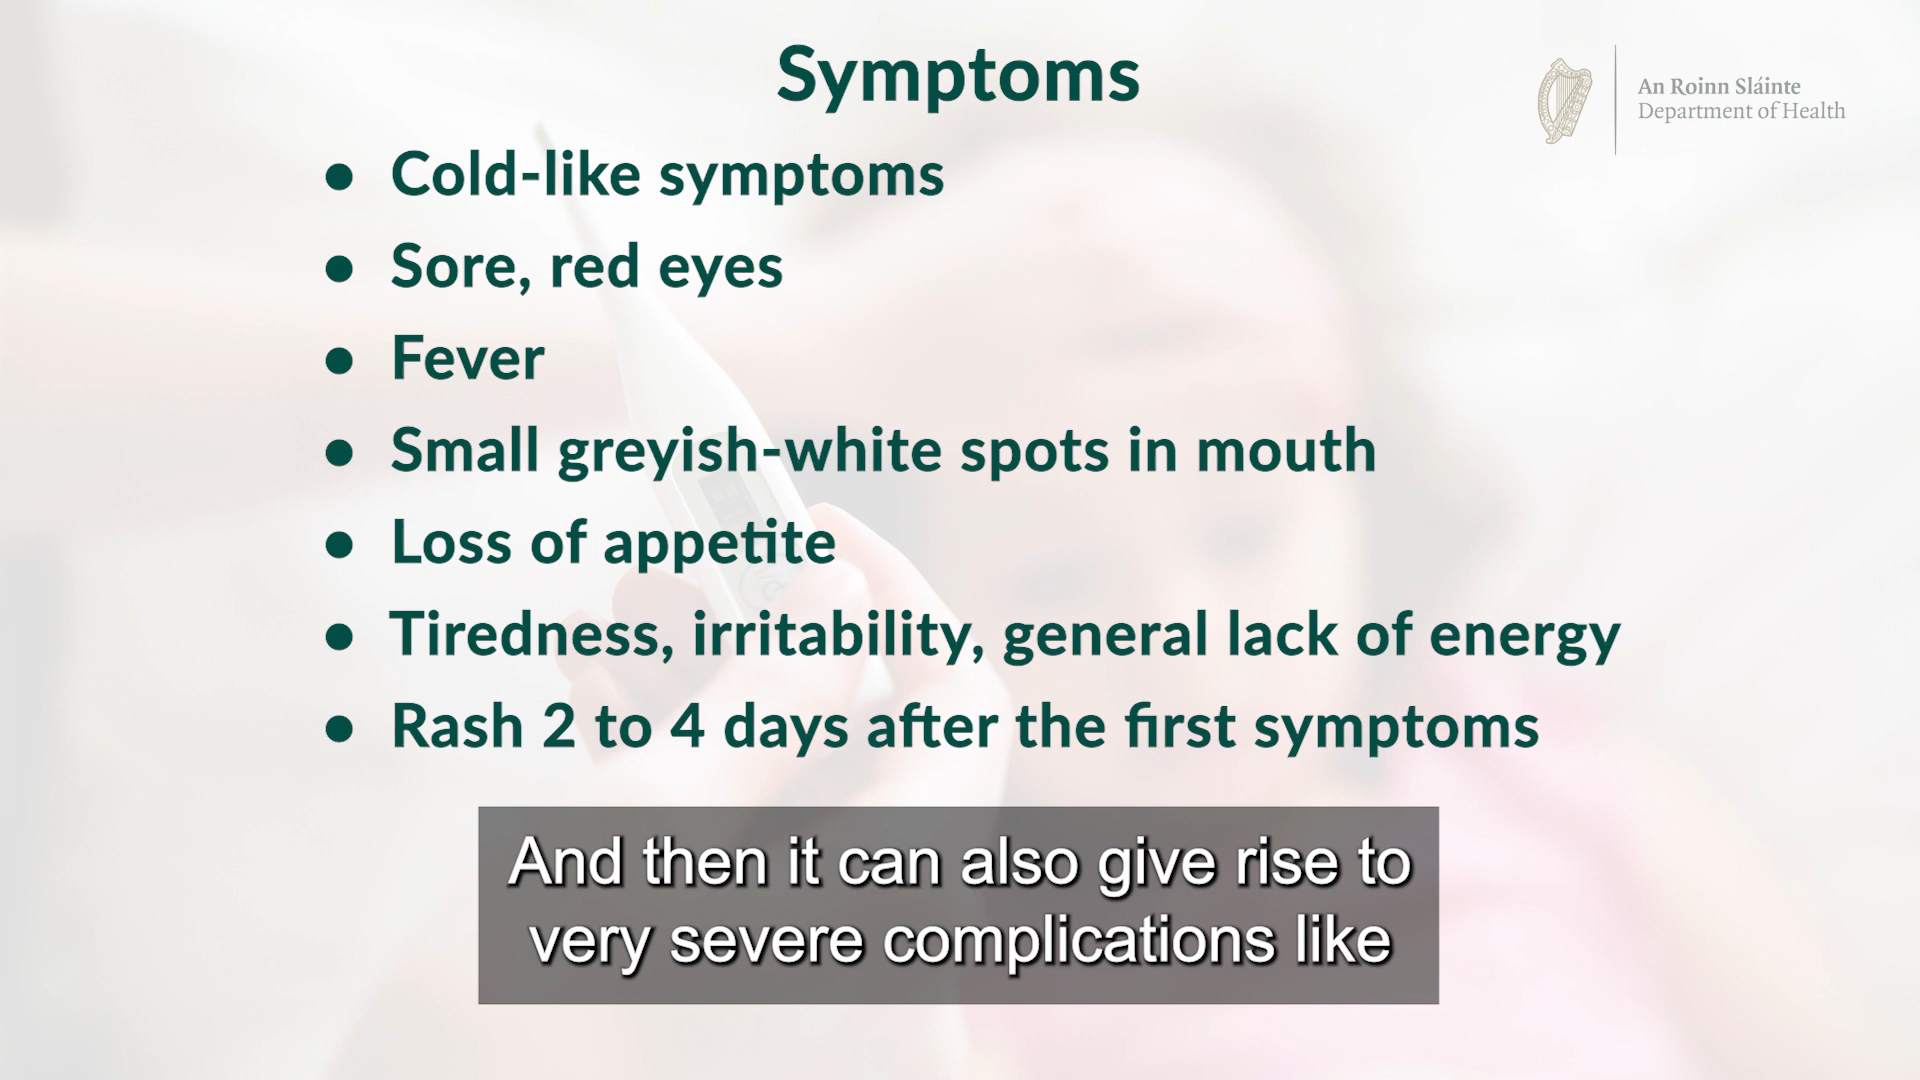 Symptoms
An Roinn Sláinte
Department of Health
• Cold-like symptoms
• Sore, red eyes
• Fever
• Small greyish-white spots in mouth
• Loss of appetite
• Tiredness, irritability, general lack of energy
• Rash 2 to 4 days after the first symptoms
And then it can also give rise to
very severe complications like